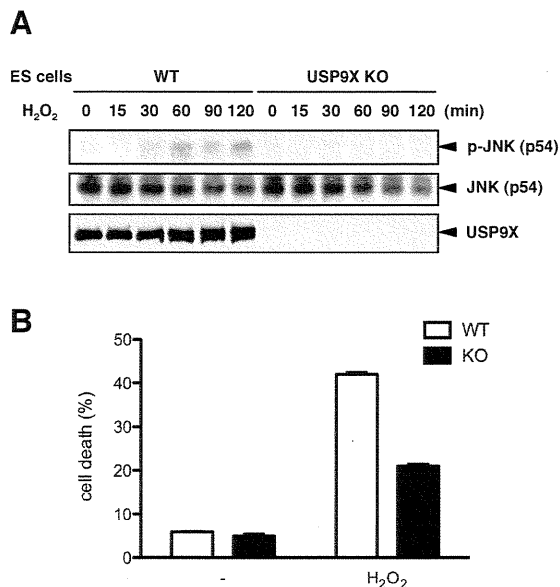 A
ES cells WT USP9X KO
H₂O₂ 0 15 30 60 90 120 0 15 30 60 90 120 (min)
p-JNK (p54)
JNK (p54)
USP9X
B
WT
KO
50
40
30
20
10
0
cell death (%)
- H₂O₂